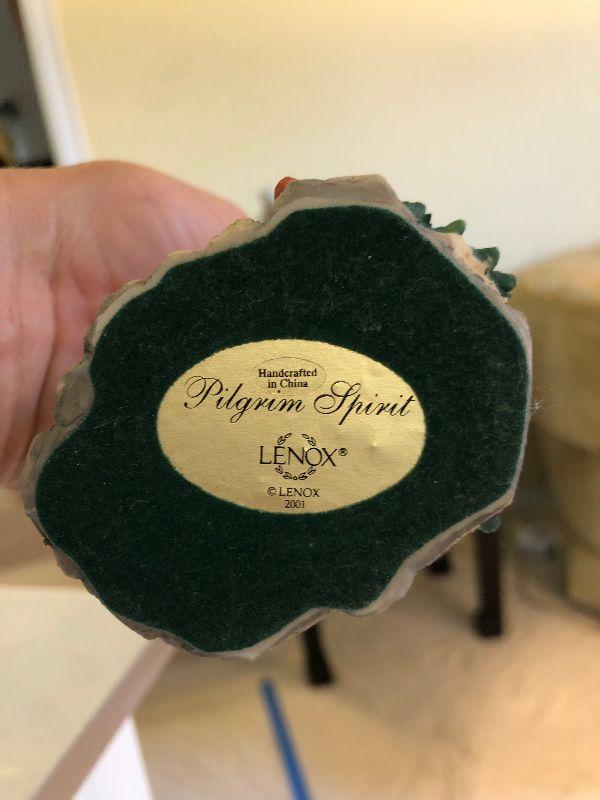 Handcrafted
in China
Pilgrim Spirit
LENOX®
© LENOX
2001